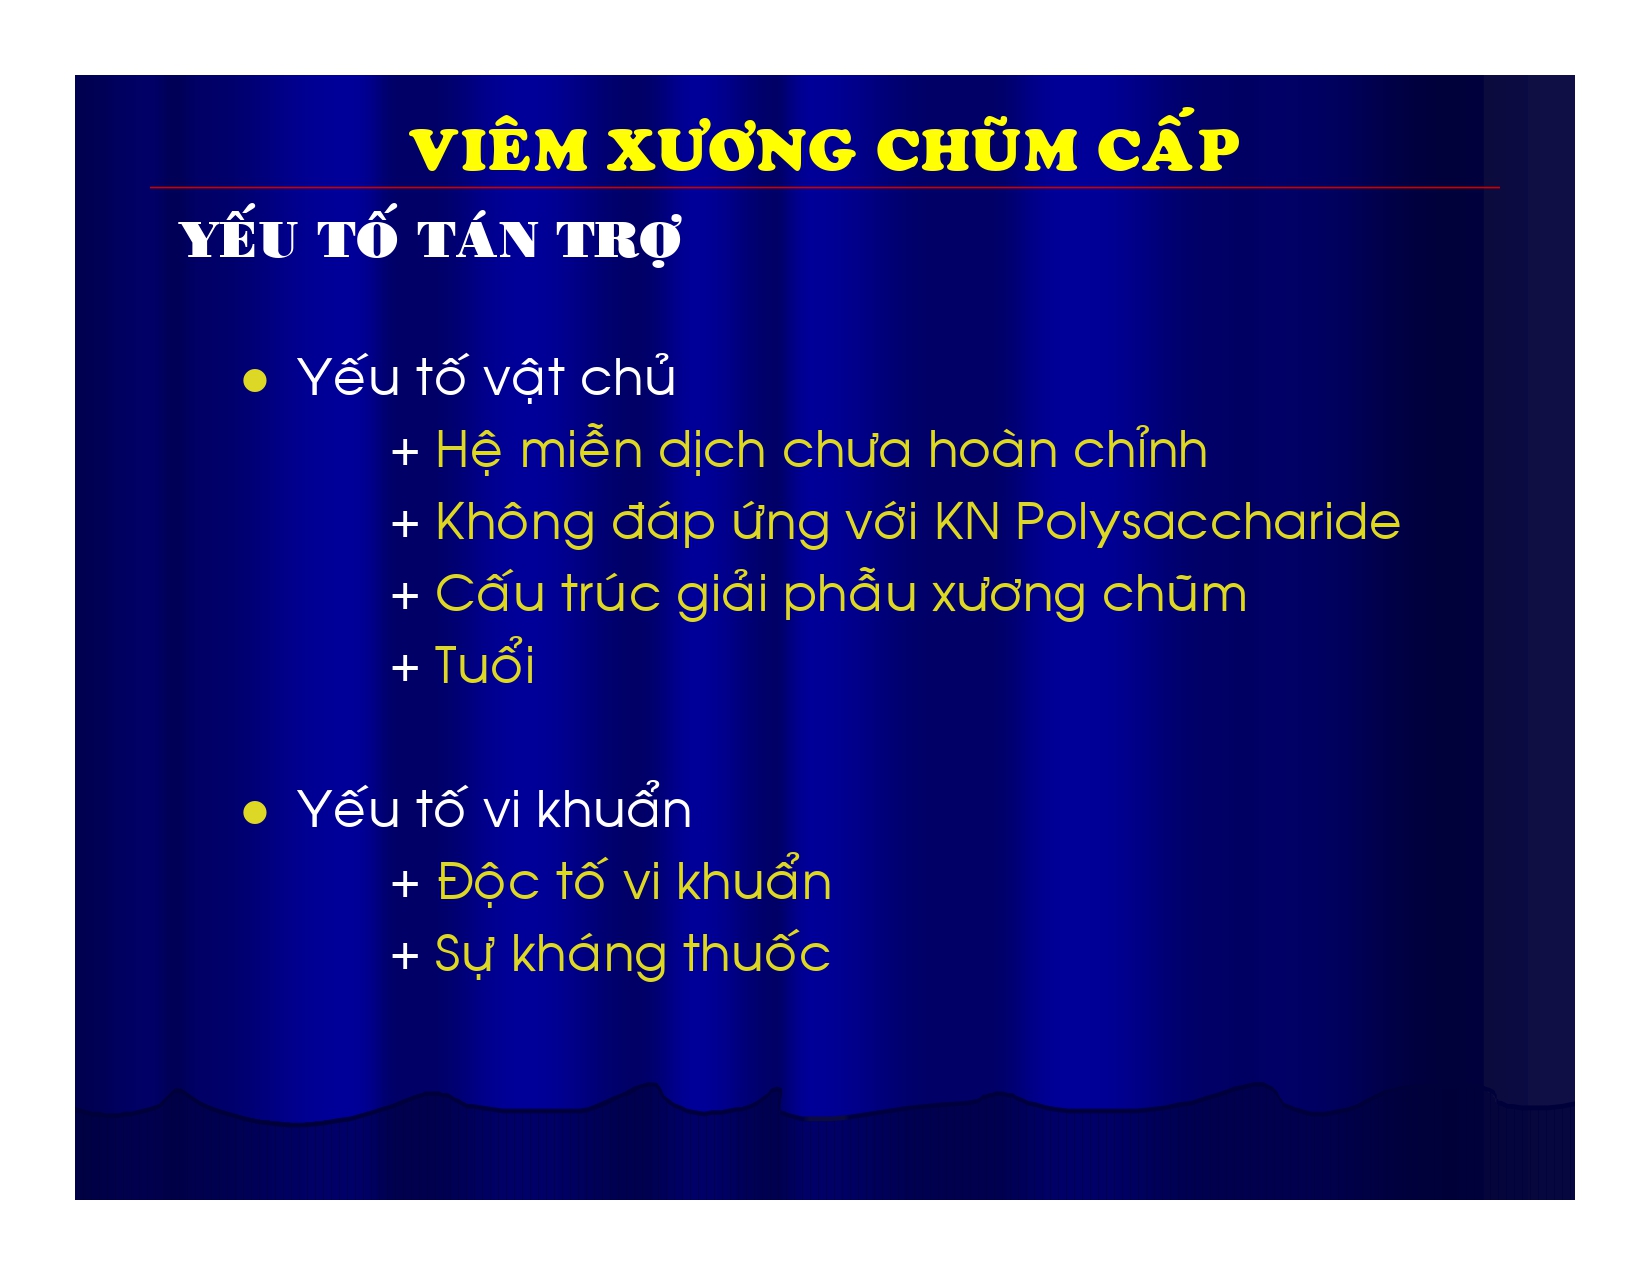 VIÊM XƯƠNG CHŨM CẤP
YẾU TỐ TÁN TRỢ
● Yếu tố vật chủ
+ Hệ miễn dịch chưa hoàn chỉnh
+ Không đáp ứng với KN Polysaccharide
+ Cấu trúc giải phẫu xương chũm
+ Tuổi
● Yếu tố vi khuẩn
+ Độc tố vi khuẩn
+ Sự kháng thuốc